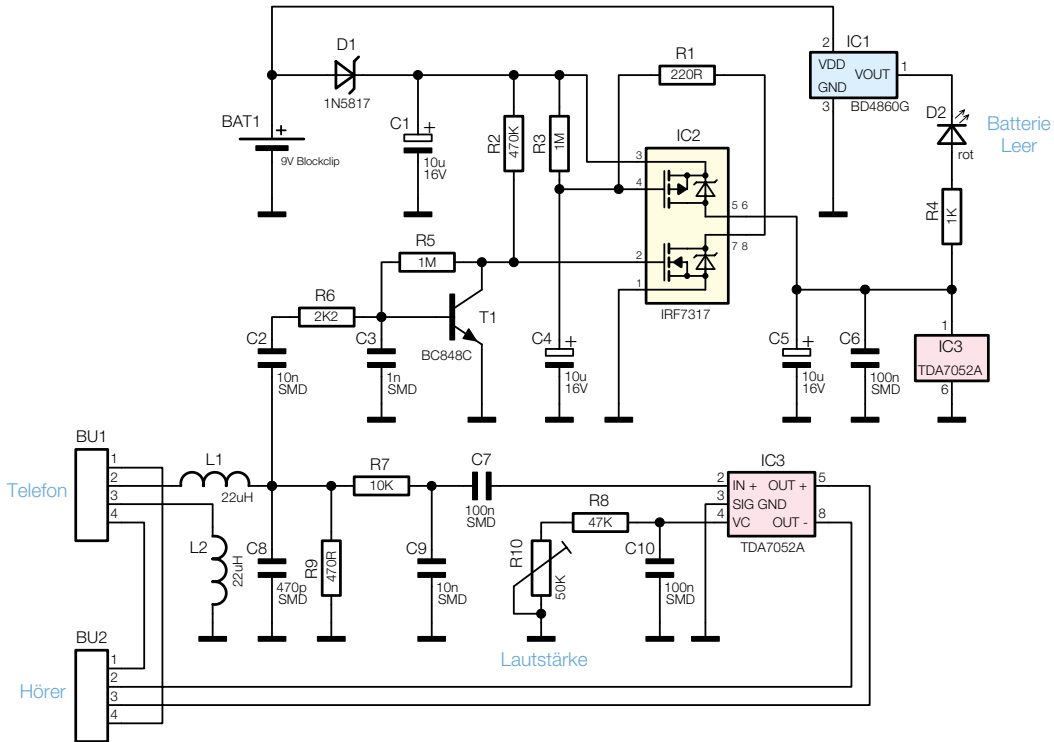 D1
1N5817
BAT1
+
9V Blockclip
C1
+
10u
16V
R2
470K
R3
1M
R1
220R
IC2
3
4
2
1
5 6
7 8
IRF7317
IC1
2
VDD
GND
VOUT
1
3
BD4860G
D2
rot
Batterie
Leer
R4
1K
R5
1M
R6
2K2
C2
10n
SMD
C3
1n
SMD
T1
BC848C
C4
+
10u
16V
C5
+
10u
16V
C6
100n
SMD
1
IC3
TDA7052A
6
BU1
1
2
3
4
Telefon
L1
22uH
L2
22uH
C8
470p
SMD
R9
470R
R7
10K
C7
100n
SMD
C9
10n
SMD
R8
47K
R10
50K
C10
100n
SMD
Lautstärke
IC3
2
3
4
IN + OUT +
SIG GND
VC OUT -
5
8
TDA7052A
BU2
1
2
3
4
Hörer